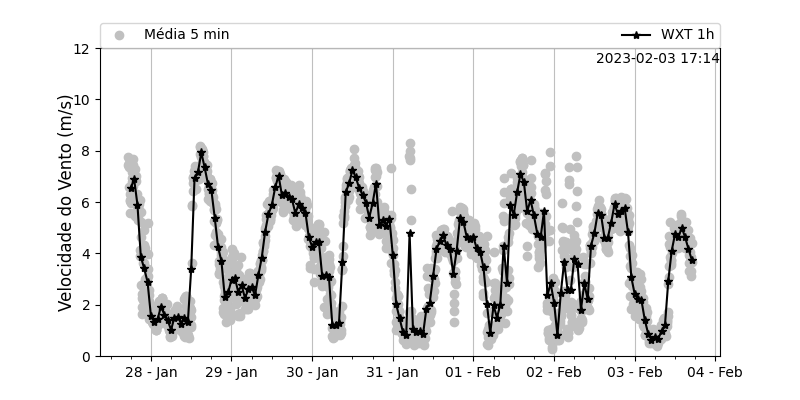 Média 5 min
WXT 1h
2023-02-03 17:14
Velocidade do Vento (m/s)
12
10
8
6
4
2
0
28 - Jan
29 - Jan
30 - Jan
31 - Jan
01 - Feb
02 - Feb
03 - Feb
04 - Feb